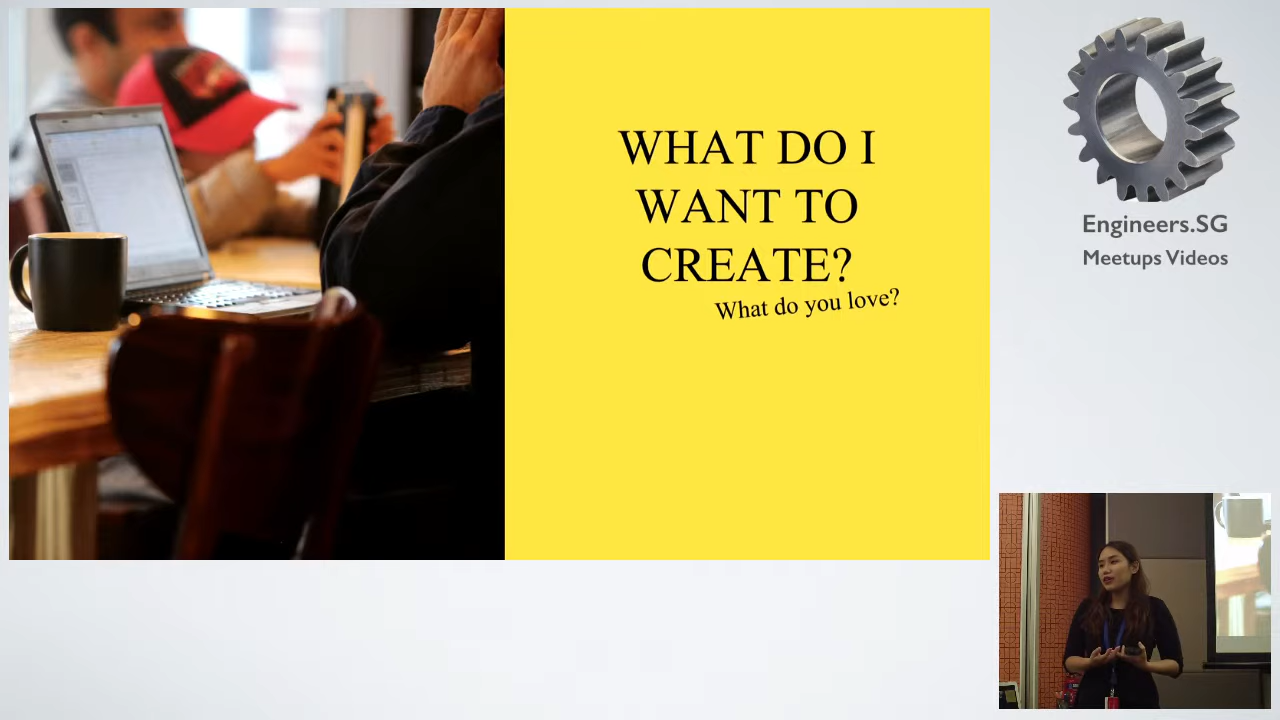 WHAT DO I
WANT TO
CREATE?
What do you love?
Engineers.SG
Meetups Videos